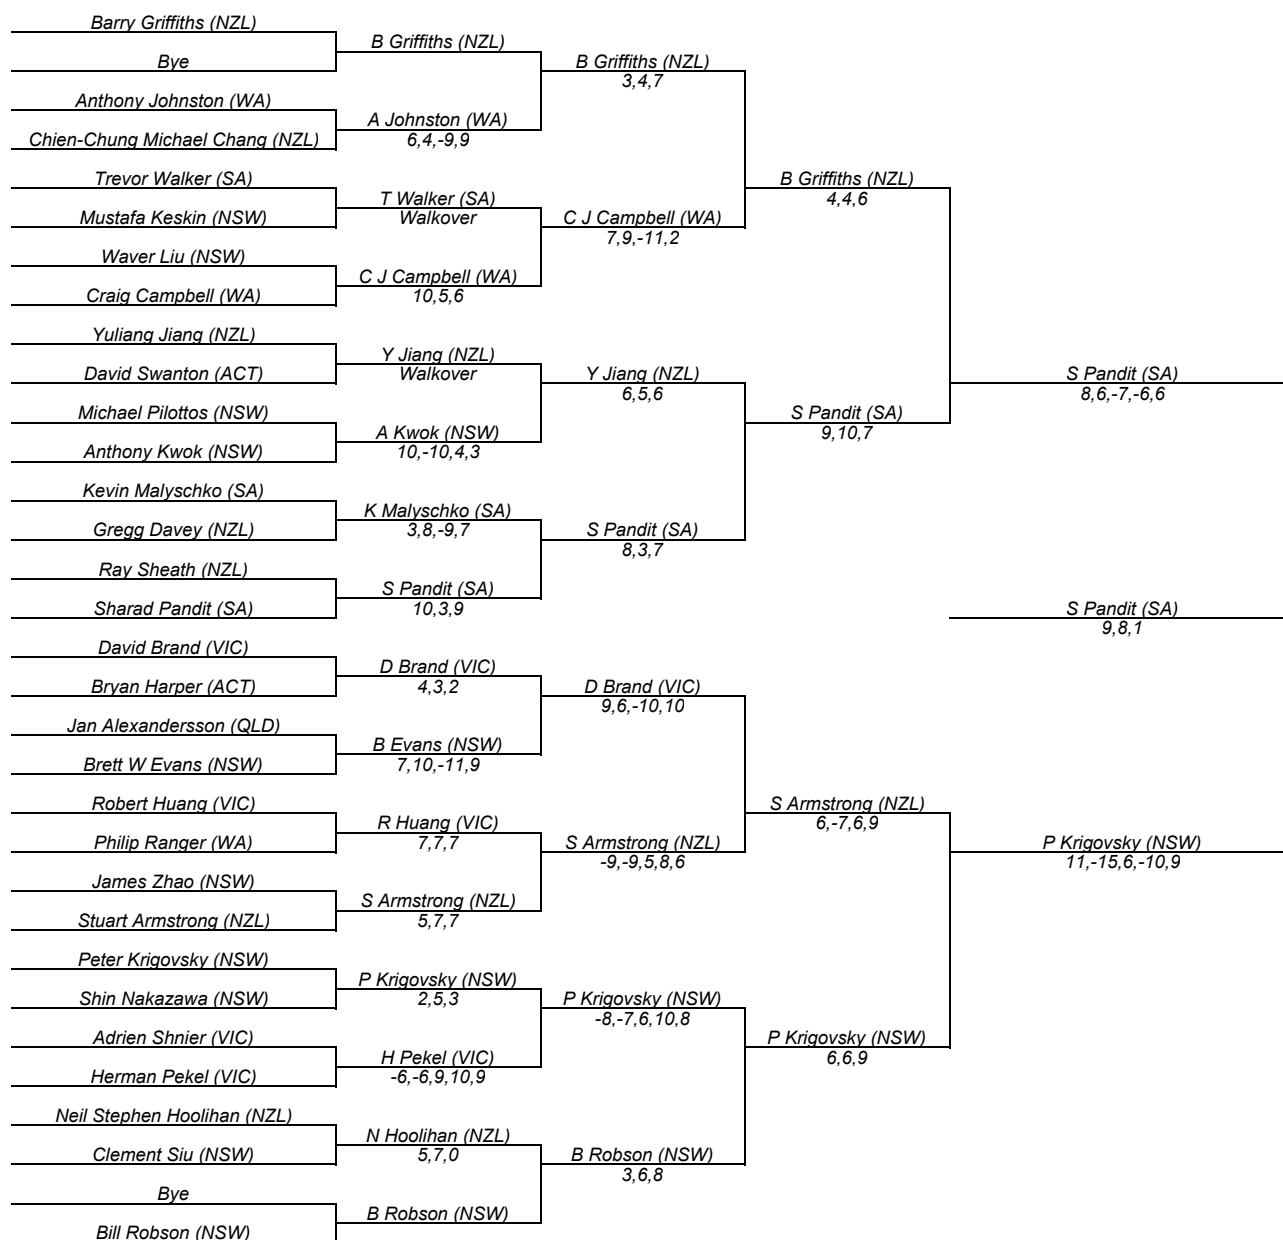 Barry Griffiths (NZL)
Bye
Anthony Johnston (WA)
Chien-Chung Michael Chang (NZL)
Trevor Walker (SA)
Mustafa Keskin (NSW)
Waver Liu (NSW)
Craig Campbell (WA)
Yuliang Jiang (NZL)
David Swanton (ACT)
Michael Pilottos (NSW)
Anthony Kwok (NSW)
Kevin Malyschko (SA)
Gregg Davey (NZL)
Ray Sheath (NZL)
Sharad Pandit (SA)
David Brand (VIC)
Bryan Harper (ACT)
Jan Alexandersson (QLD)
Brett W Evans (NSW)
Robert Huang (VIC)
Philip Ranger (WA)
James Zhao (NSW)
Stuart Armstrong (NZL)
Peter Krigovsky (NSW)
Shin Nakazawa (NSW)
Adrien Shnier (VIC)
Herman Pekel (VIC)
Neil Stephen Hoolihan (NZL)
Clement Siu (NSW)
Bye
Bill Robson (NSW)
B Griffiths (NZL)
A Johnston (WA)
6,4,-9,9
T Walker (SA)
Walkover
C J Campbell (WA)
10,5,6
Y Jiang (NZL)
Walkover
A Kwok (NSW)
10,-10,4,3
K Malyschko (SA)
3,8,-9,7
S Pandit (SA)
10,3,9
D Brand (VIC)
4,3,2
B Evans (NSW)
7,10,-11,9
R Huang (VIC)
7,7,7
S Armstrong (NZL)
5,7,7
P Krigovsky (NSW)
2,5,3
H Pekel (VIC)
-6,-6,9,10,9
N Hoolihan (NZL)
5,7,0
B Robson (NSW)
B Griffiths (NZL)
3,4,7
C J Campbell (WA)
7,9,-11,2
Y Jiang (NZL)
6,5,6
S Pandit (SA)
8,3,7
D Brand (VIC)
9,6,-10,10
S Armstrong (NZL)
-9,-9,5,8,6
P Krigovsky (NSW)
-8,-7,6,10,8
B Robson (NSW)
3,6,8
B Griffiths (NZL)
4,4,6
S Pandit (SA)
9,10,7
S Armstrong (NZL)
6,-7,6,9
P Krigovsky (NSW)
6,6,9
S Pandit (SA)
8,6,-7,-6,6
S Pandit (SA)
9,8,1
P Krigovsky (NSW)
11,-15,6,-10,9